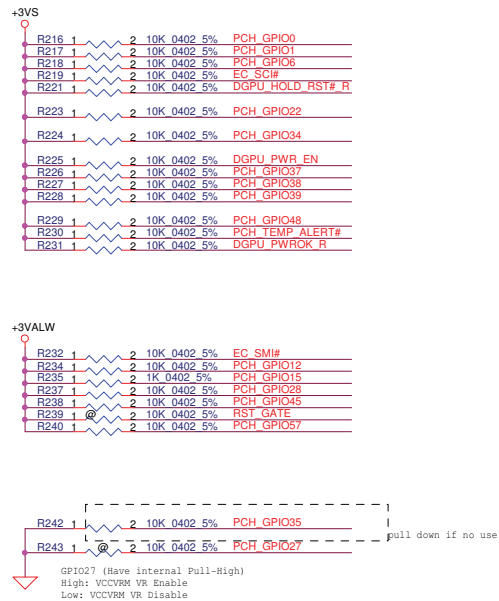 +3VS
R216 1 2 10K_0402_5% PCH_GPIO0
R217 1 2 10K_0402_5% PCH_GPIO1
R218 1 2 10K_0402_5% PCH_GPIO6
R219 1 2 10K_0402_5% EC_SCI#
R221 1 2 10K_0402_5% DGPU_HOLD_RST#_R
R223 1 2 10K_0402_5% PCH_GPIO22
R224 1 2 10K_0402_5% PCH_GPIO34
R225 1 2 10K_0402_5% DGPU_PWR_EN
R226 1 2 10K_0402_5% PCH_GPIO37
R227 1 2 10K_0402_5% PCH_GPIO38
R228 1 2 10K_0402_5% PCH_GPIO39
R229 1 2 10K_0402_5% PCH_GPIO48
R230 1 2 10K_0402_5% PCH_TEMP_ALERT#
R231 1 2 10K_0402_5% DGPU_PWROK_R
+3VALW
R232 1 2 10K_0402_5% EC_SMI#
R234 1 2 10K_0402_5% PCH_GPIO12
R235 1 2 1K_0402_5% PCH_GPIO15
R237 1 2 10K_0402_5% PCH_GPIO28
R238 1 2 10K_0402_5% PCH_GPIO45
R239 1 @ 2 10K_0402_5% RST_GATE
R240 1 2 10K_0402_5% PCH_GPIO57
R242 1 2 10K_0402_5% PCH_GPIO35
pull down if no use
R243 1 @ 2 10K_0402_5% PCH_GPIO27
GPIO27 (Have internal Pull-High)
High: VCCVRM VR Enable
Low: VCCVRM VR Disable